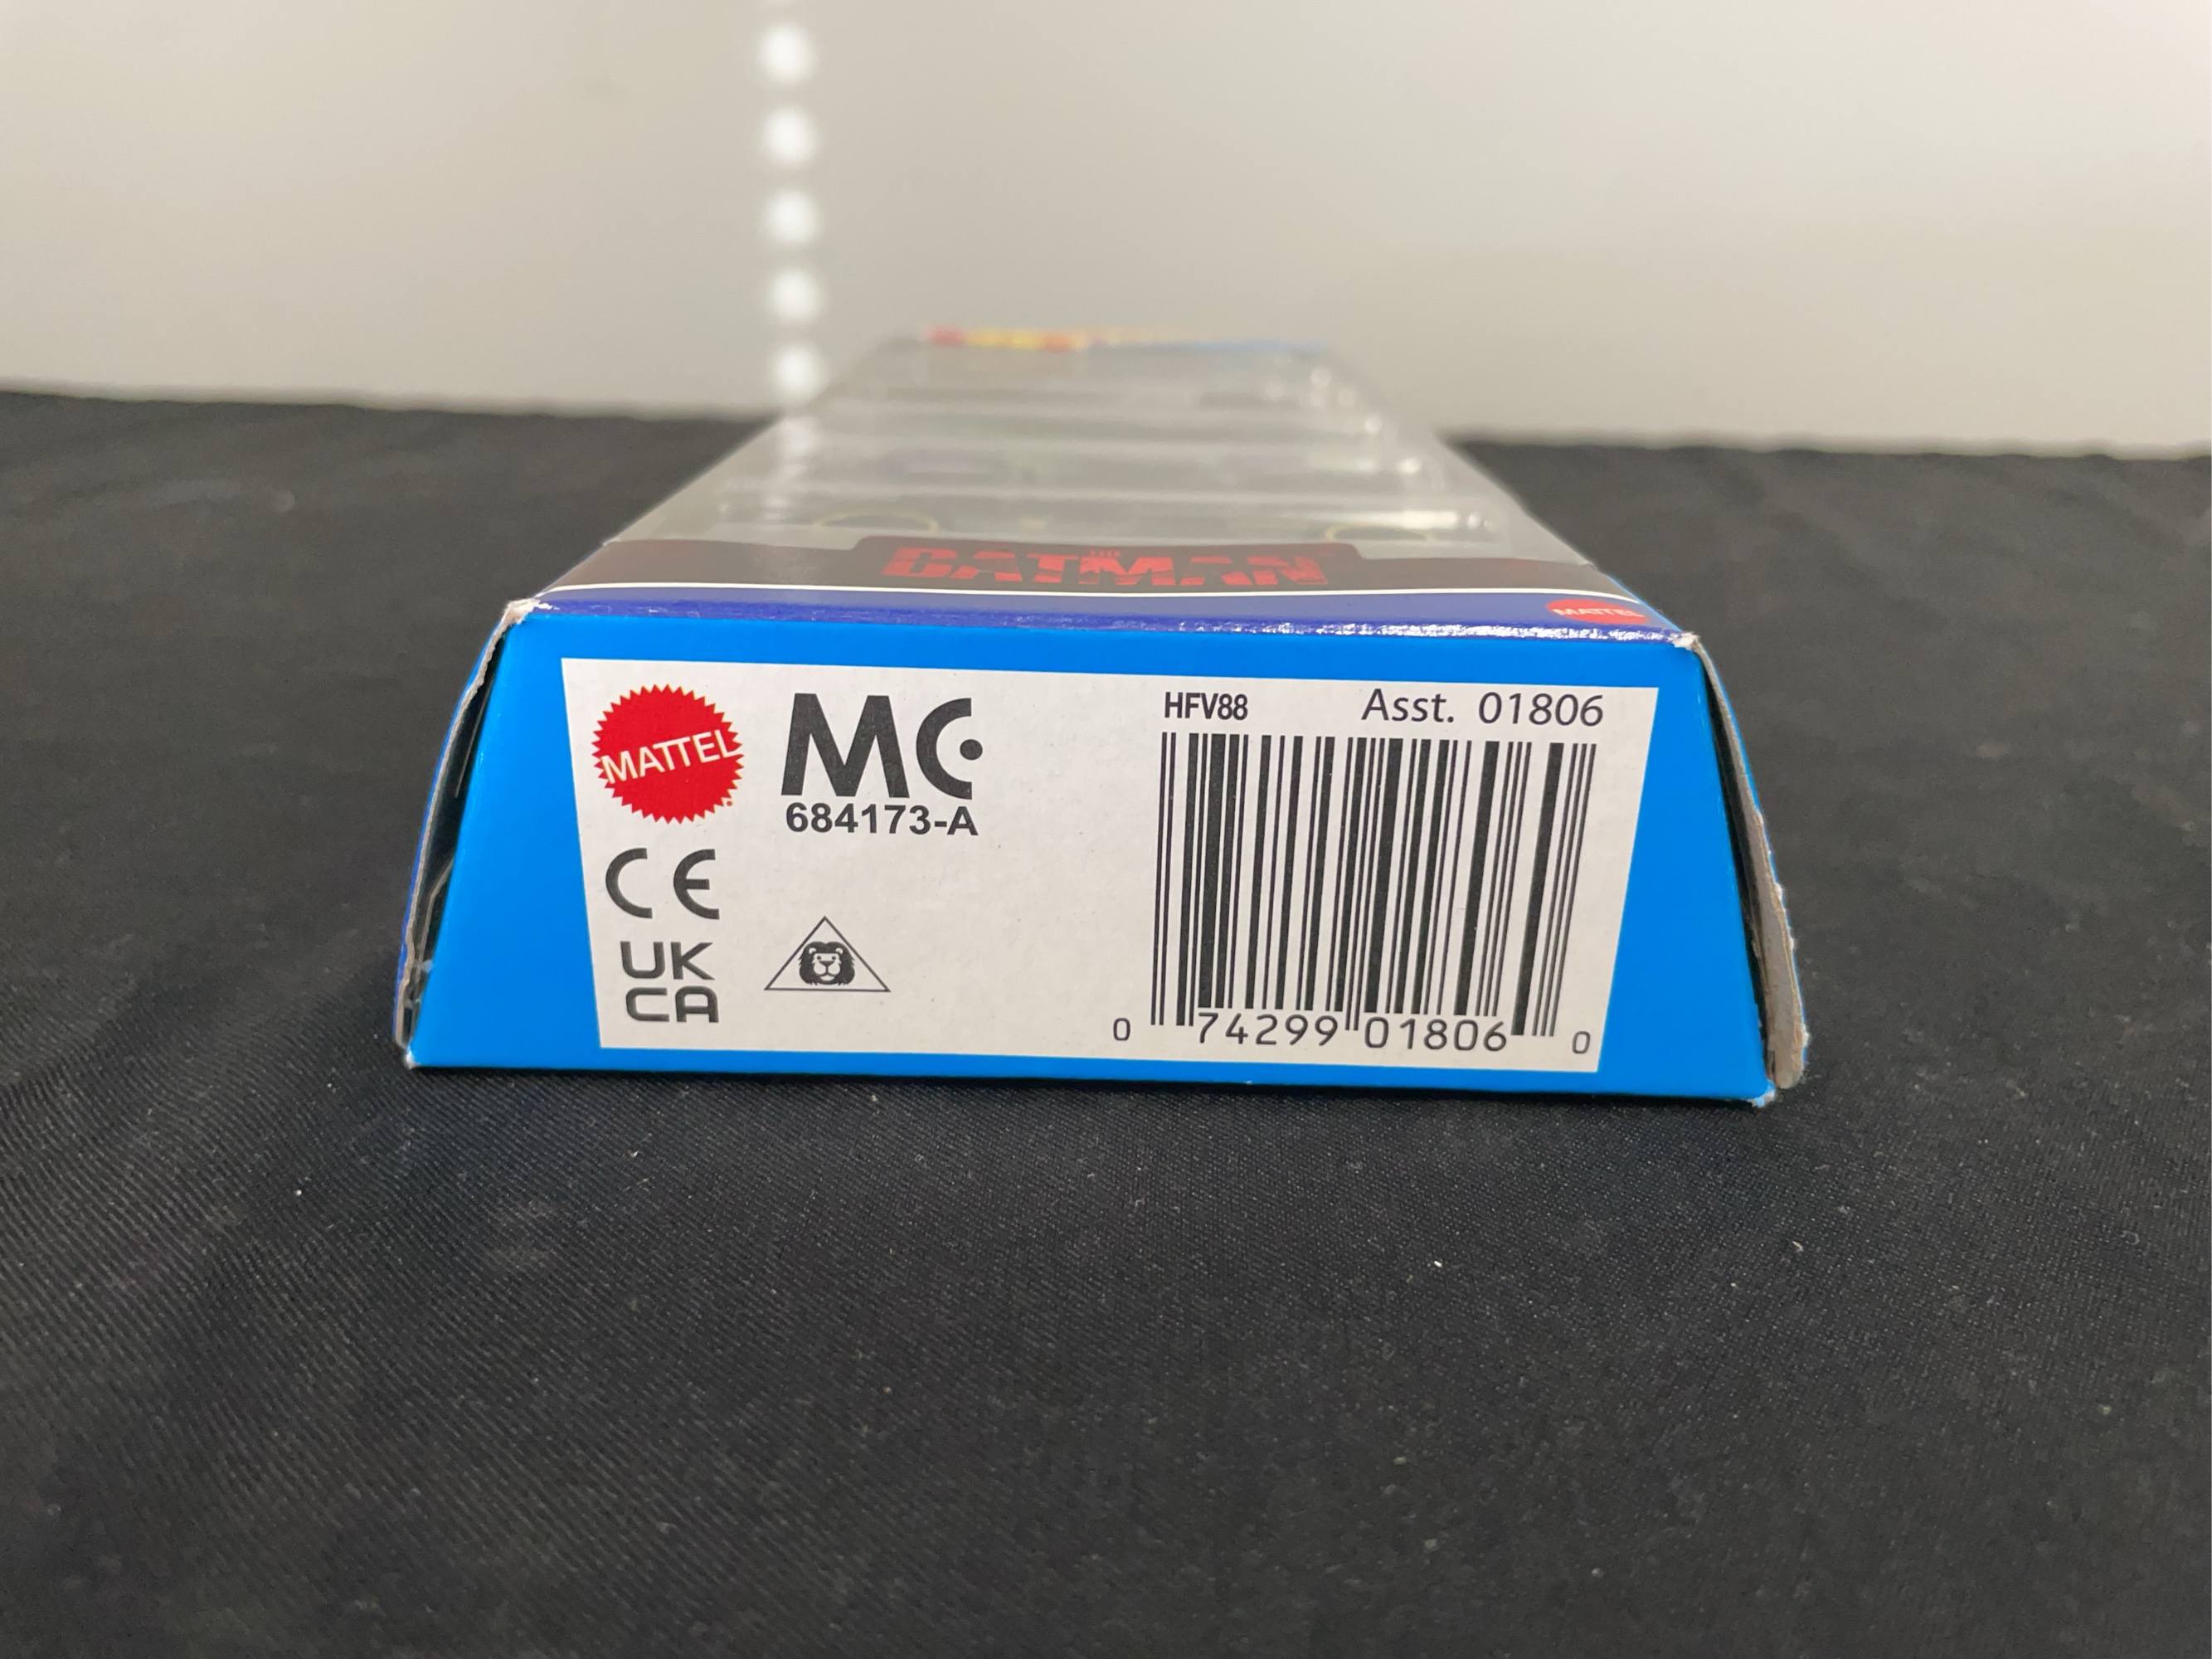 THE
BATMAN
MATTEL
MATTEL
MC
684173-A
CE
UK
CA
HFV88 Asst. 01806
0 74299 01806 0